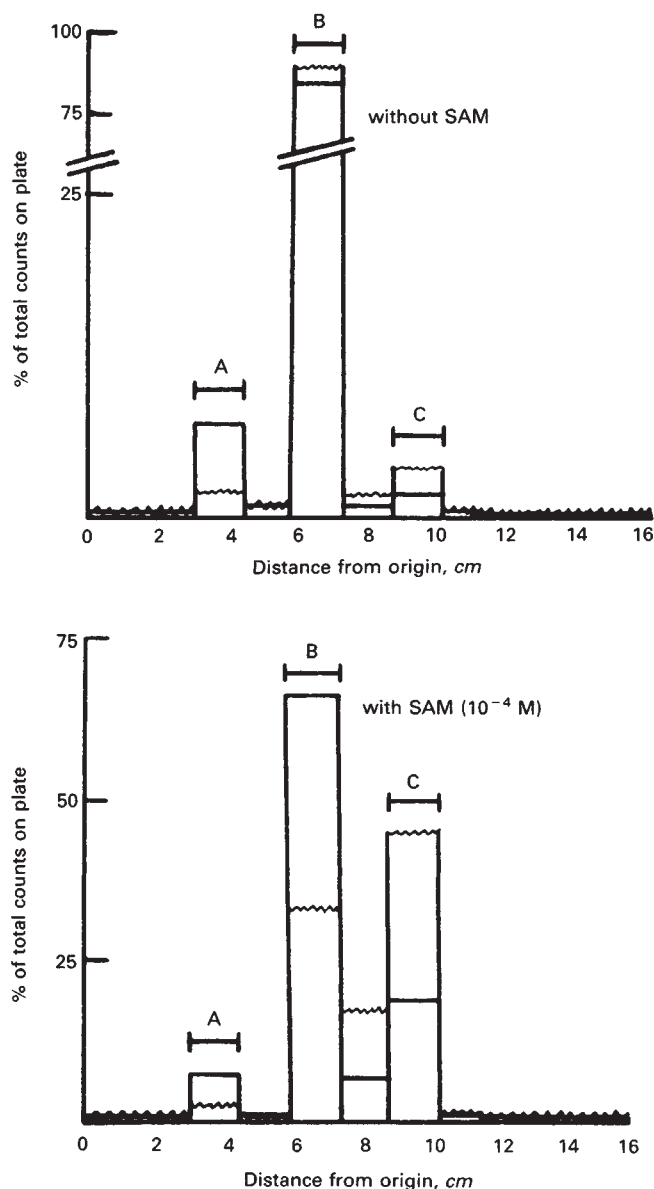 B
100
75
without SAM
25
A
C
0 2 4 6 8 10 12 14 16
Distance from origin, cm
% of total counts on plate
75
B
with SAM (10⁻⁴ M)
C
50
25
A
0 2 4 6 8 10 12 14 16
Distance from origin, cm
% of total counts on plate